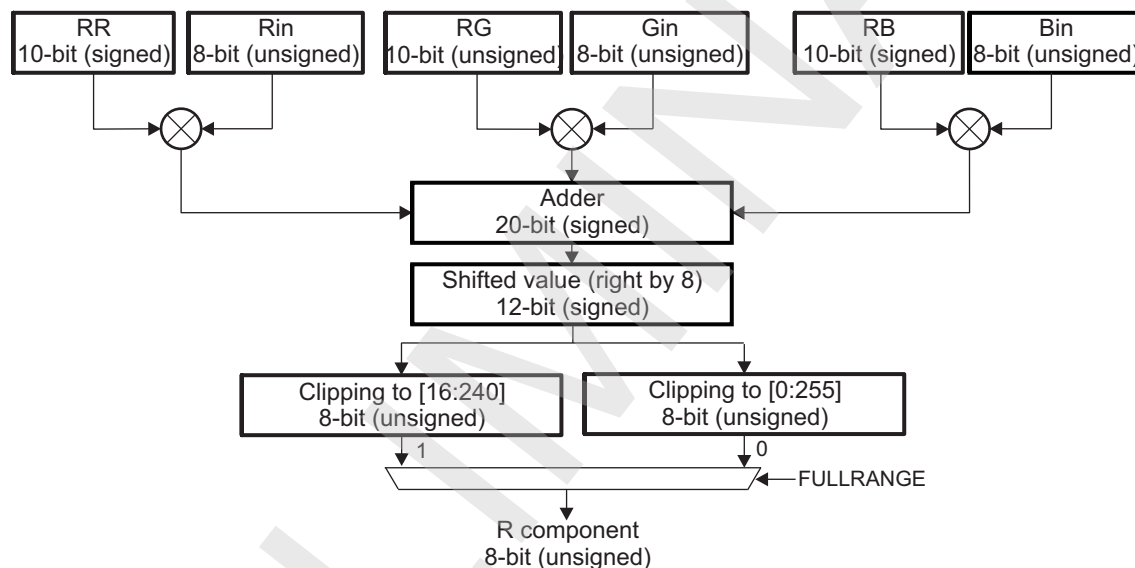 RR
10-bit (signed)
Rin
8-bit (unsigned)
RG
10-bit (unsigned)
Gin
8-bit (unsigned)
RB
10-bit (signed)
Bin
8-bit (unsigned)
Adder
20-bit (signed)
Shifted value (right by 8)
12-bit (signed)
Clipping to [16:240]
8-bit (unsigned)
Clipping to [0:255]
8-bit (unsigned)
1
0
FULLRANGE
R component
8-bit (unsigned)